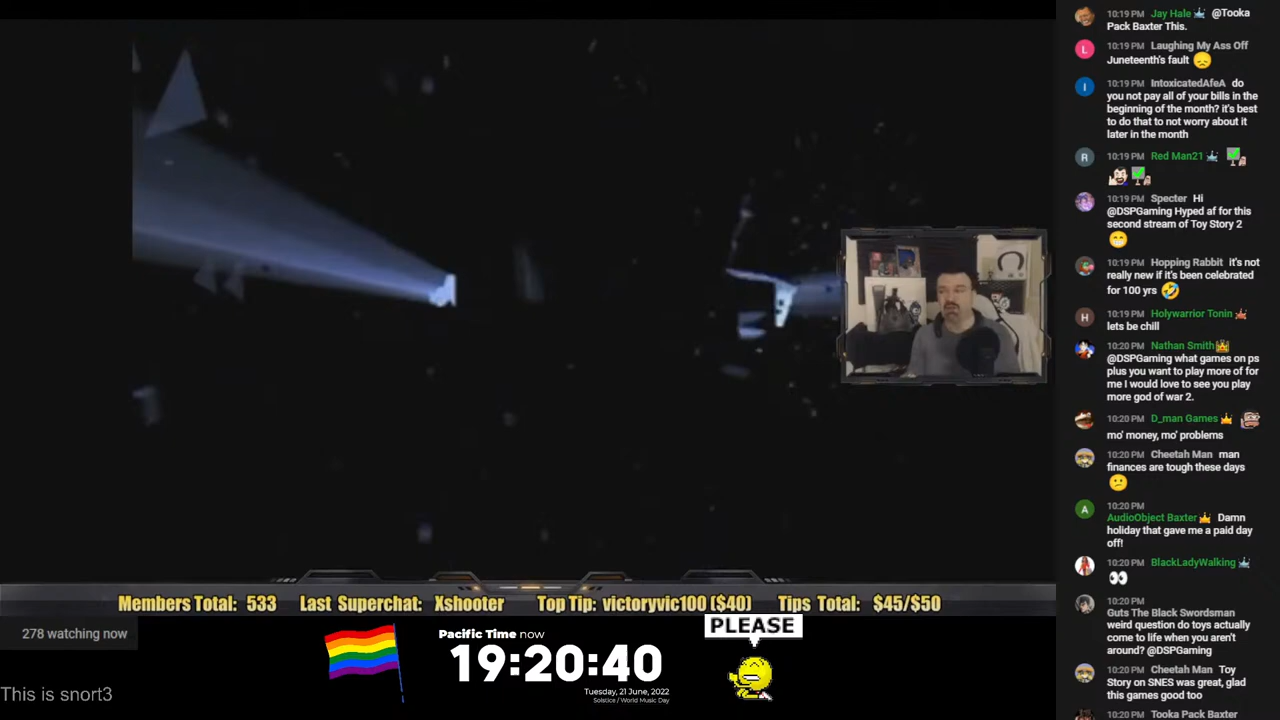 10:19 PM Jay Hale @Tooka
Pack Baxter This.
L
10:19 PM Laughing My Ass Off
Juneteenth's fault
I
10:19 PM IntoxicatedAfeA do
you not pay all of your bills in the
beginning of the month? it's best
to do that to not worry about it
later in the month
R
10:19 PM Red Man21
10:19 PM Specter Hi
@DSPGaming Hyped af for this
second stream of Toy Story 2
10:19 PM Hopping Rabbit it's not
really new if it's been celebrated
for 100 yrs
H
10:19 PM Holywarrior Tonin
lets be chill
10:20 PM Nathan Smith
@DSPGaming what games on ps
plus you want to play more of for
me I would love to see you play
more god of war 2.
10:20 PM D_man Games
mo' money, mo' problems
10:20 PM Cheetah Man man
finances are tough these days
A
10:20 PM
AudioObject Baxter Damn
holiday that gave me a paid day
off!
10:20 PM BlackLadyWalking
10:20 PM
Guts The Black Swordsman
weird question do toys actually
come to life when you aren't
around? @DSPGaming
10:20 PM Cheetah Man Toy
Story on SNES was great, glad
this games good too
10:20 PM Tooka Pack Baxter
Members Total: 533 Last Superchat: Xshooter Top Tip: victoryvic100 ($40) Tips Total: $45/$50
278 watching now
Pacific Time now
19:20:40
Tuesday, 21 June, 2022
Solstice / World Music Day
PLEASE
This is snort3